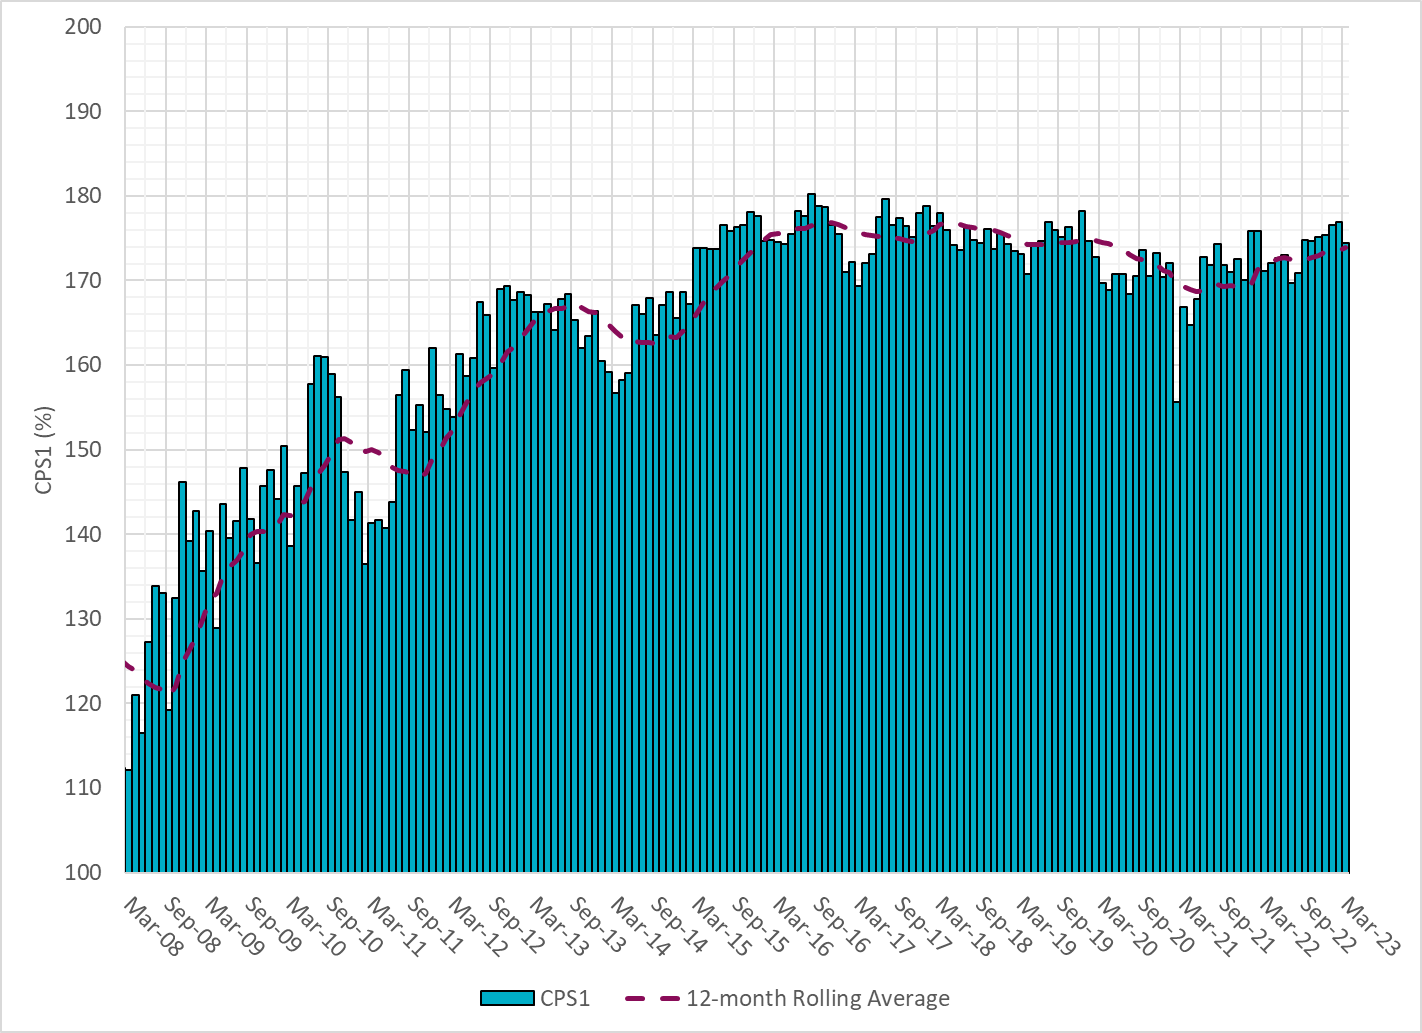 200
190
180
170
160
150
140
130
120
110
100
CPS1 (%)
Mar-08
Sep-08
Mar-09
Sep-09
Mar-10
Sep-10
Mar-11
Sep-11
Mar-12
Sep-12
Mar-13
Sep-13
Mar-14
Sep-14
Mar-15
Sep-15
Mar-16
Sep-16
Mar-17
Sep-17
Mar-18
Sep-18
Mar-19
Sep-19
Mar-20
Sep-20
Mar-21
Sep-21
Mar-22
Sep-22
Mar-23
CPS1
12-month Rolling Average